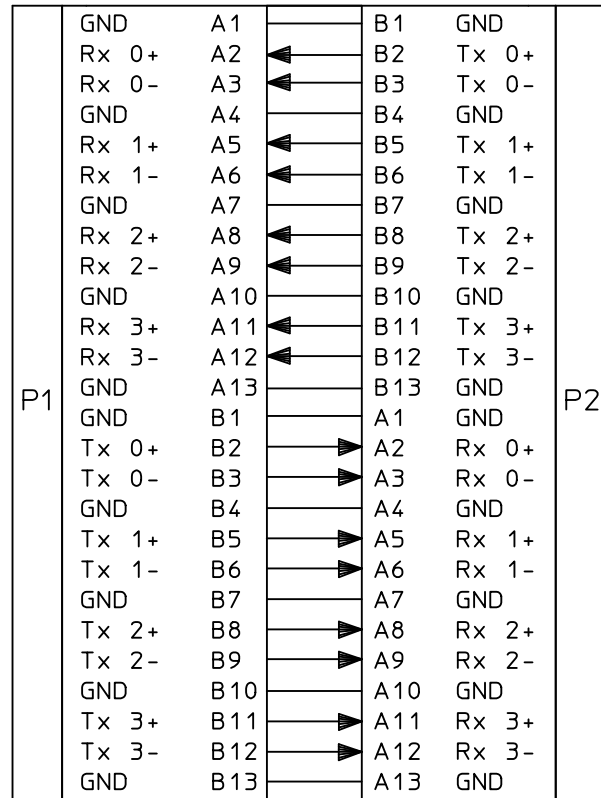 GND A1 B1 GND
Rx 0+ A2 B2 Tx 0+
Rx 0- A3 B3 Tx 0-
GND A4 B4 GND
Rx 1+ A5 B5 Tx 1+
Rx 1- A6 B6 Tx 1-
GND A7 B7 GND
Rx 2+ A8 B8 Tx 2+
Rx 2- A9 B9 Tx 2-
GND A10 B10 GND
Rx 3+ A11 B11 Tx 3+
Rx 3- A12 B12 Tx 3-
GND A13 B13 GND
P1 P2
GND B1 A1 GND
Tx 0+ B2 A2 Rx 0+
Tx 0- B3 A3 Rx 0-
GND B4 A4 GND
Tx 1+ B5 A5 Rx 1+
Tx 1- B6 A6 Rx 1-
GND B7 A7 GND
Tx 2+ B8 A8 Rx 2+
Tx 2- B9 A9 Rx 2-
GND B10 A10 GND
Tx 3+ B11 A11 Rx 3+
Tx 3- B12 A12 Rx 3-
GND B13 A13 GND